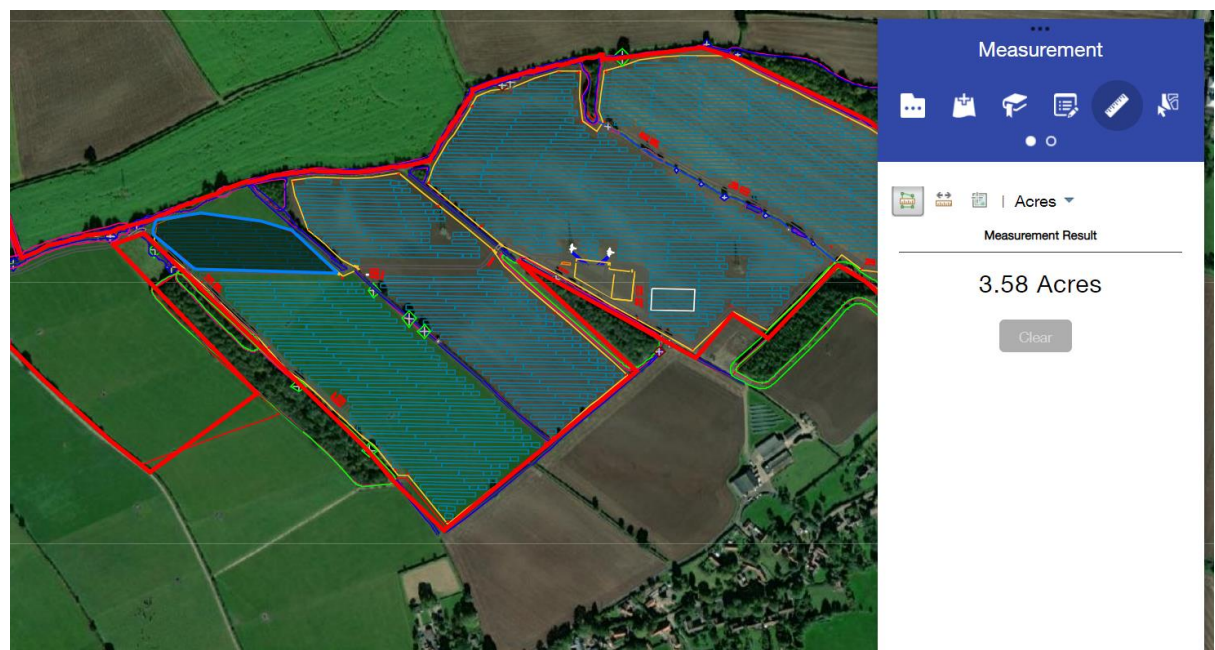 Measurement
Acres
Measurement Result
3.58 Acres
Clear